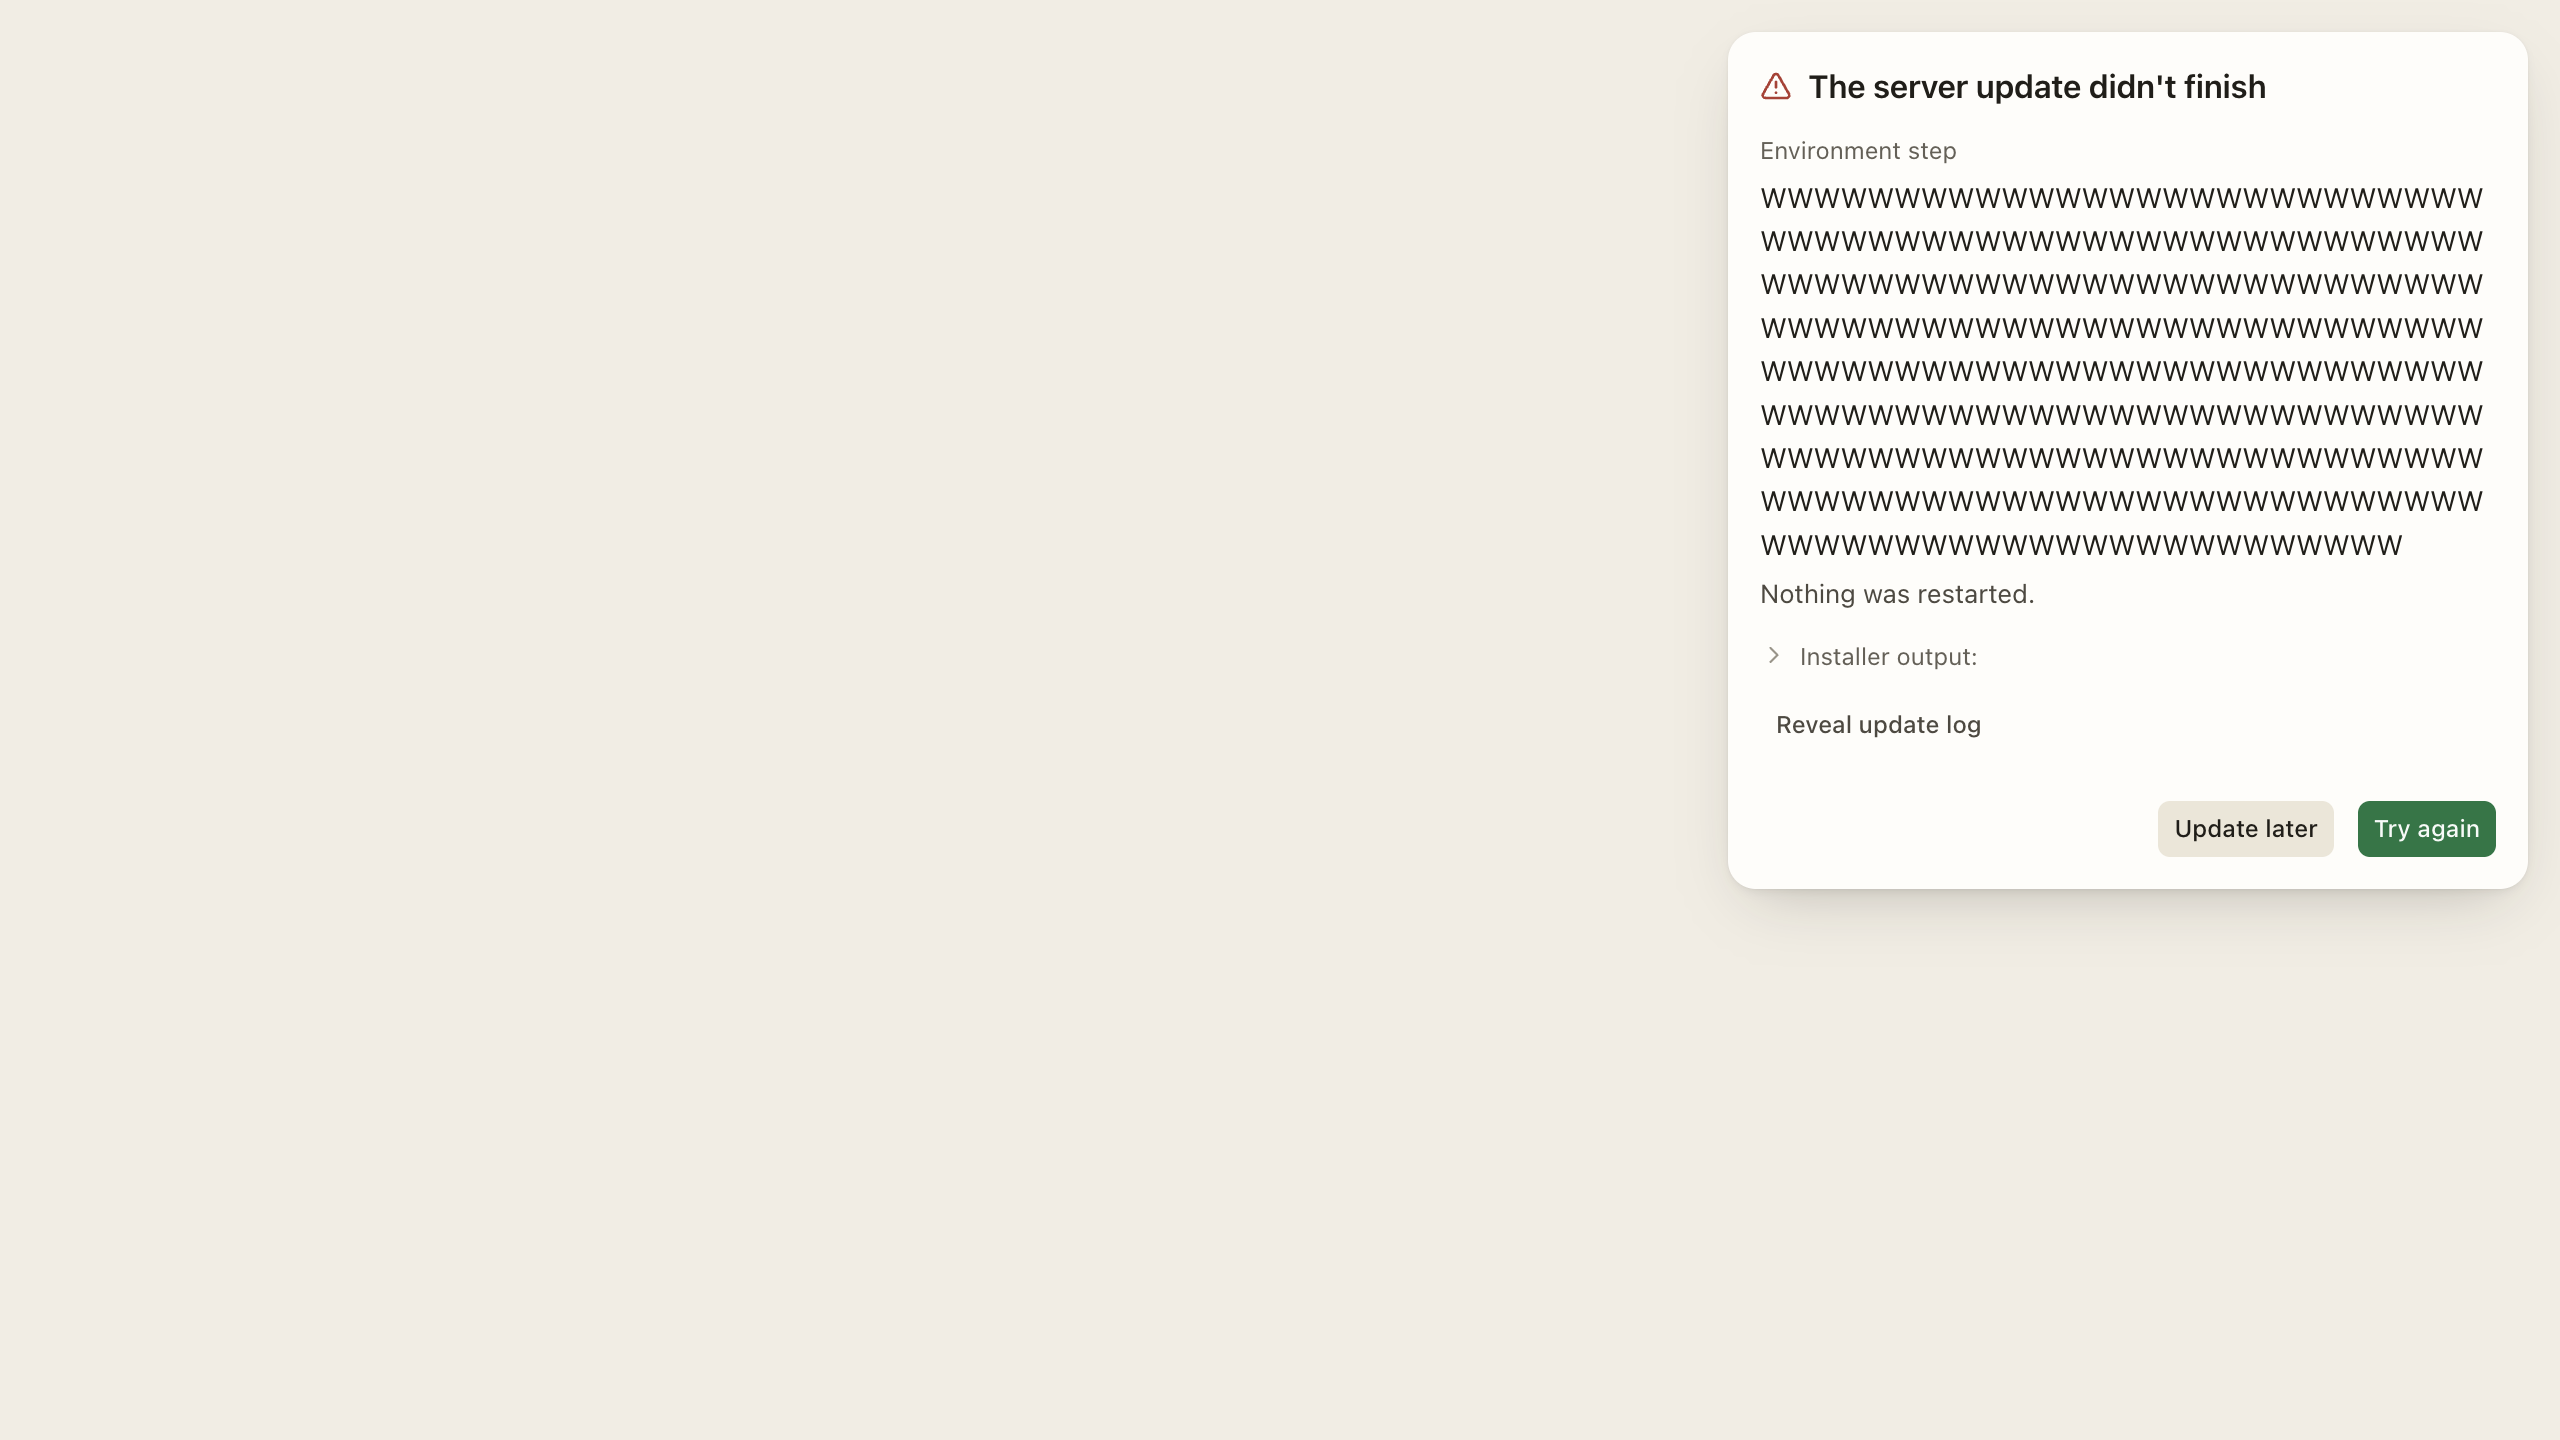 The server update didn't finish
Environment step
WWWWWWWWWWWWWWWWWWWWWWWWWWW
WWWWWWWWWWWWWWWWWWWWWWWWWWW
WWWWWWWWWWWWWWWWWWWWWWWWWWW
WWWWWWWWWWWWWWWWWWWWWWWWWWW
WWWWWWWWWWWWWWWWWWWWWWWWWWW
WWWWWWWWWWWWWWWWWWWWWWWWWWW
WWWWWWWWWWWWWWWWWWWWWWWWWWW
WWWWWWWWWWWWWWWWWWWWWWWWWWW
WWWWWWWWWWWWWWWWWWWWWWWW
Nothing was restarted.
Installer output:
Reveal update log
Update later
Try again